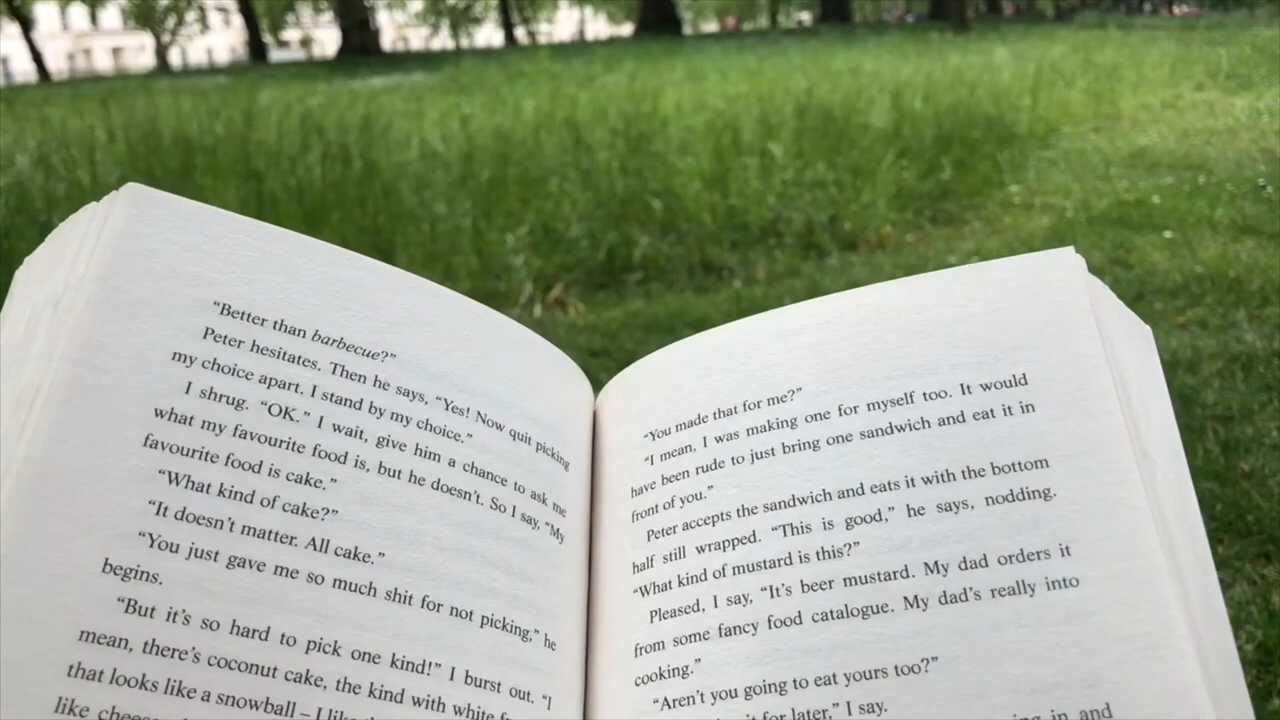 “Better than barbecue?”
Peter hesitates. Then he says, “Yes! Now quit picking
my choice apart. I stand by my choice.”
I shrug. “OK.” I wait, give him a chance to ask me
what my favourite food is, but he doesn’t. So I say, “My
favourite food is cake.”
“What kind of cake?”
“It doesn’t matter. All cake.”
“You just gave me so much shit for not picking,” he
begins.
“But it’s so hard to pick one kind!” I burst out. “I
mean, there’s coconut cake, the kind with white
that looks like a snowball – I
like
“You made that for me?”
“I mean, I was making one for myself too. It would
have been rude to just bring one sandwich and eat it in
front of you.”
Peter accepts the sandwich and eats it with the bottom
half still wrapped. “This is good,” he says, nodding.
“What kind of mustard is this?”
Pleased, I say, “It’s beer mustard. My dad orders it
from some fancy food catalogue. My dad’s really into
cooking.”
“Aren’t you going to eat yours too?”
it for later,” I say.
in and